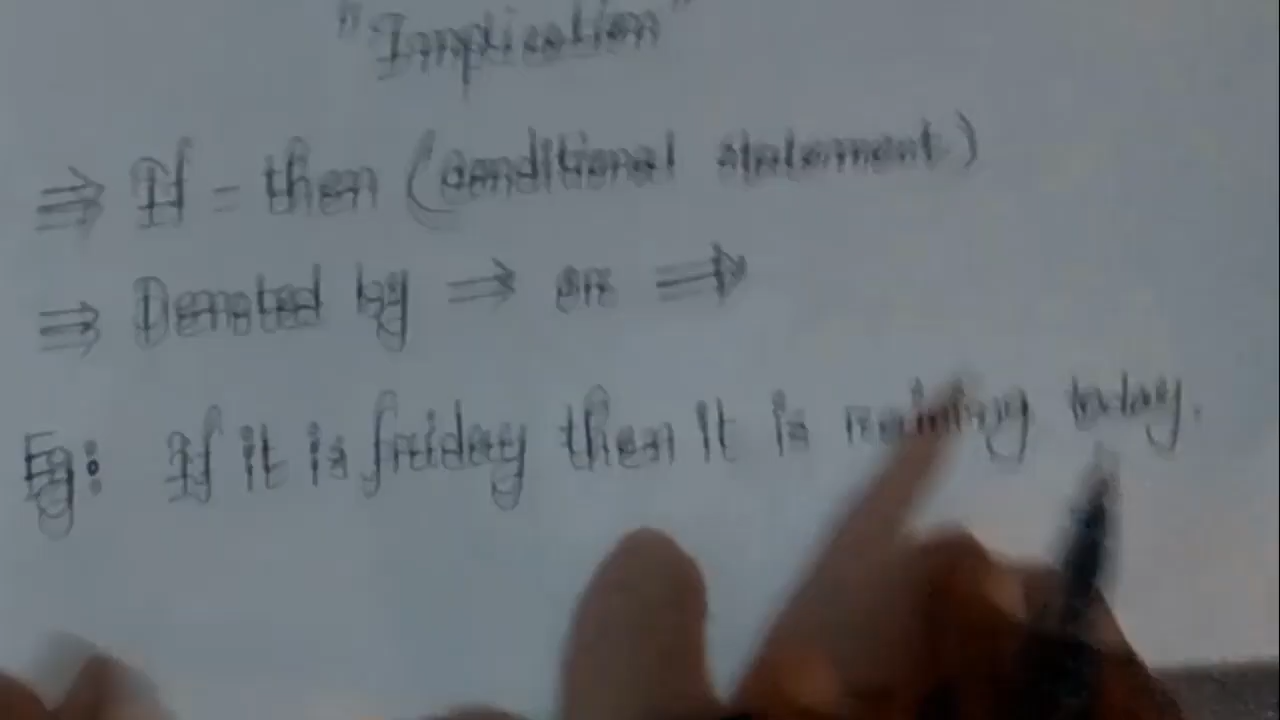 "Implication"
⇒ If - then (conditional statement)
⇒ Denoted by → or ⇒
Eg: If it is friday then it is raining today.